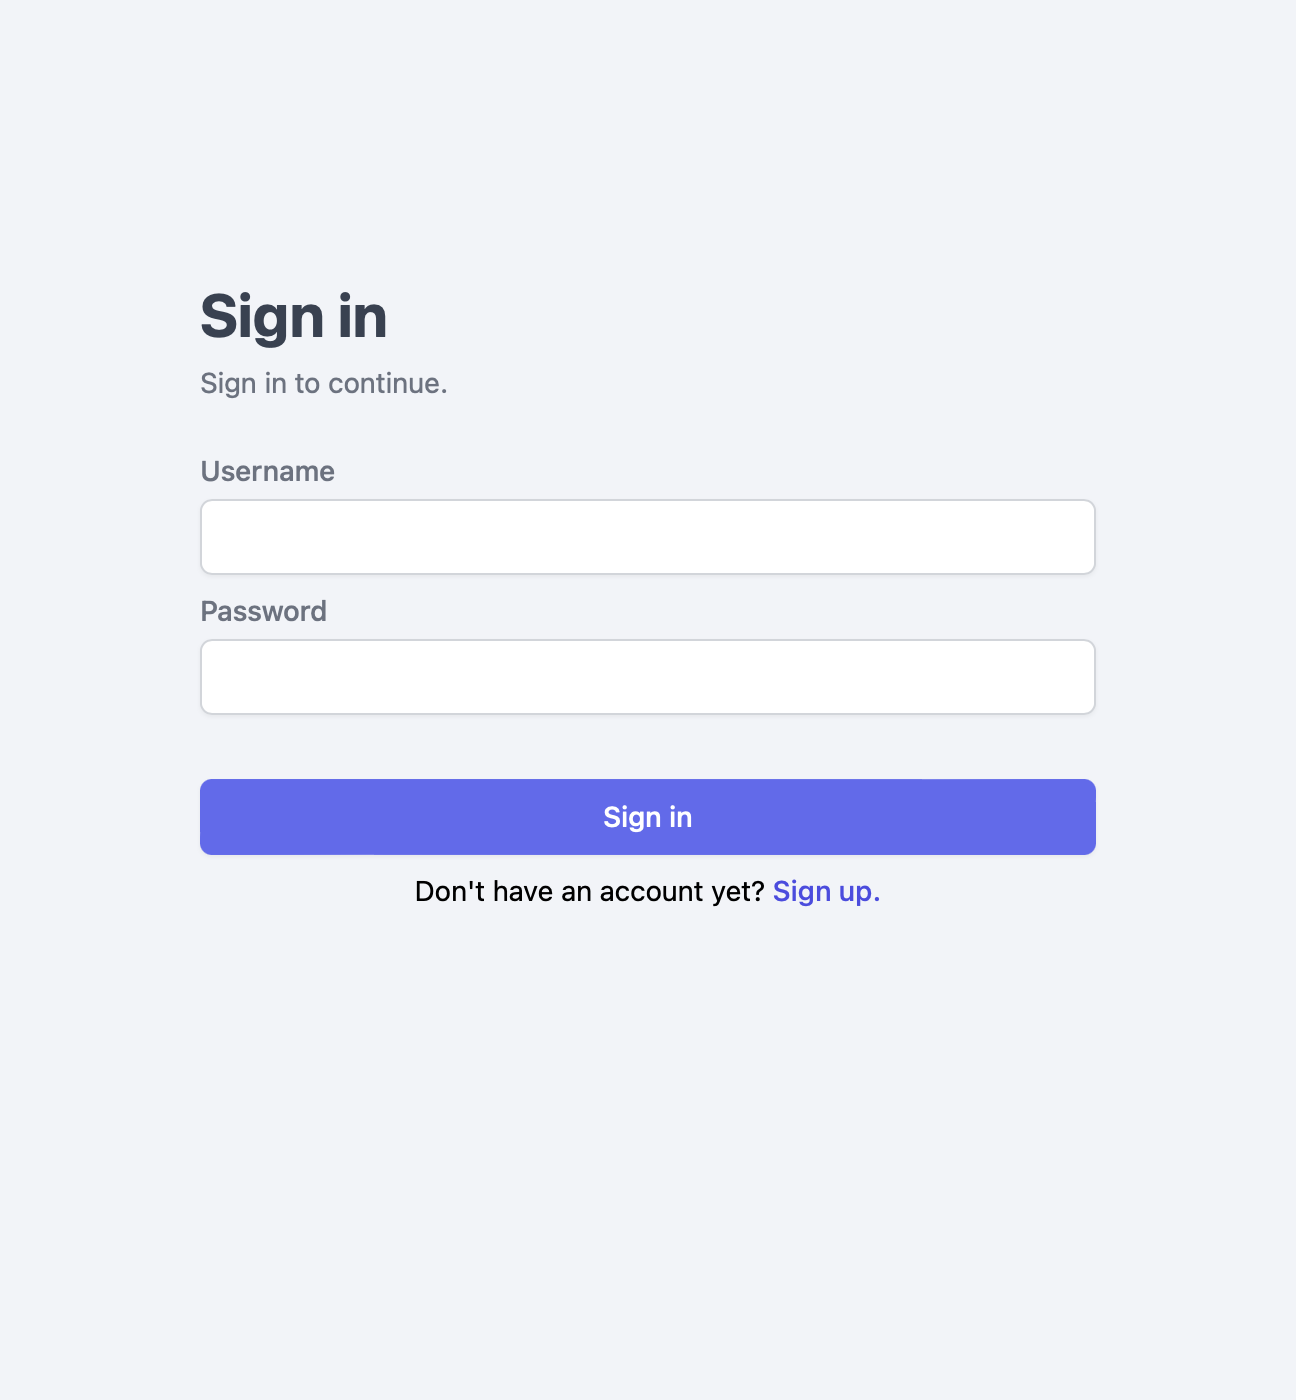 Sign in
Sign in to continue.
Username
Password
Sign in
Don't have an account yet? Sign up.